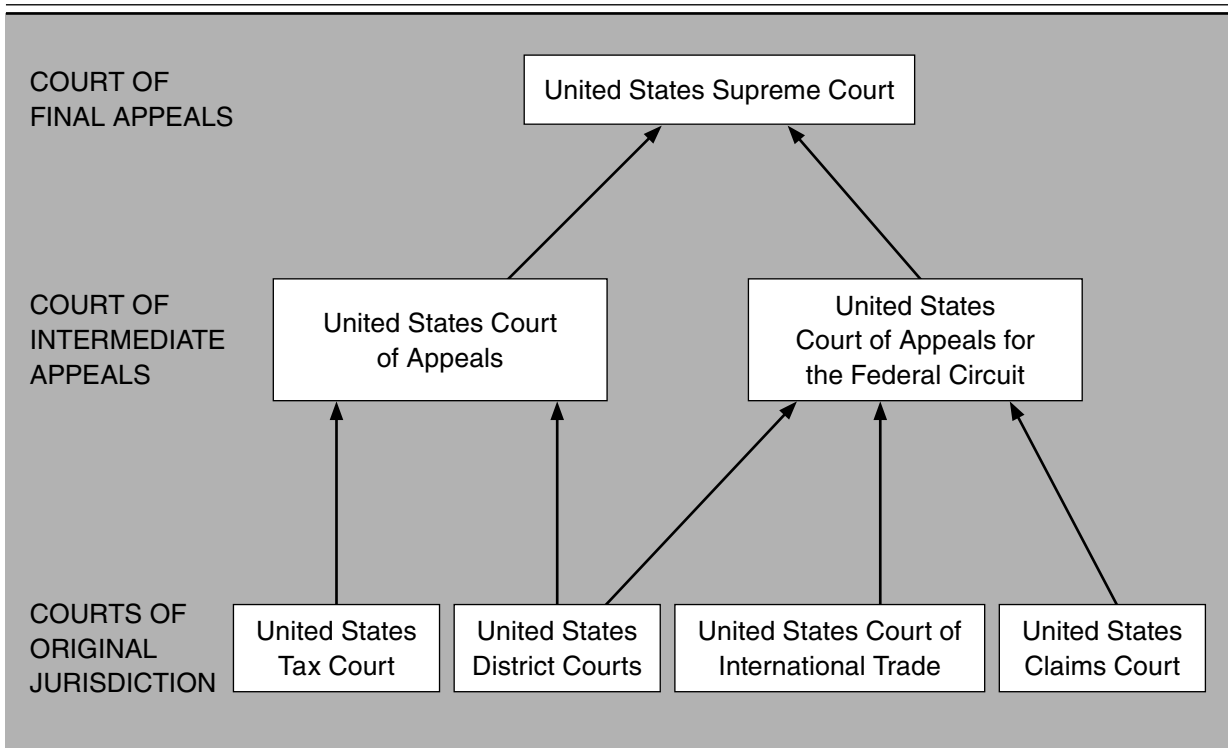 COURT OF
FINAL APPEALS
United States Supreme Court
COURT OF
INTERMEDIATE
APPEALS
United States Court
of Appeals
United States
Court of Appeals for
the Federal Circuit
COURTS OF
ORIGINAL
JURISDICTION
United States
Tax Court
United States
District Courts
United States Court of
International Trade
United States
Claims Court